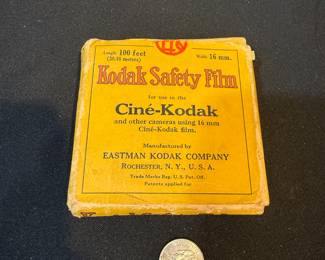 Length 100 feet
(30.48 meters)
Width 16 mm.
Kodak Safety Film
for use in the
Ciné-Kodak
and other cameras using 16 mm
Ciné-Kodak film.
Manufactured by
EASTMAN KODAK COMPANY
ROCHESTER, N. Y., U. S. A.
Trade Marks Reg. U. S. Pat. Off.
Patents applied for